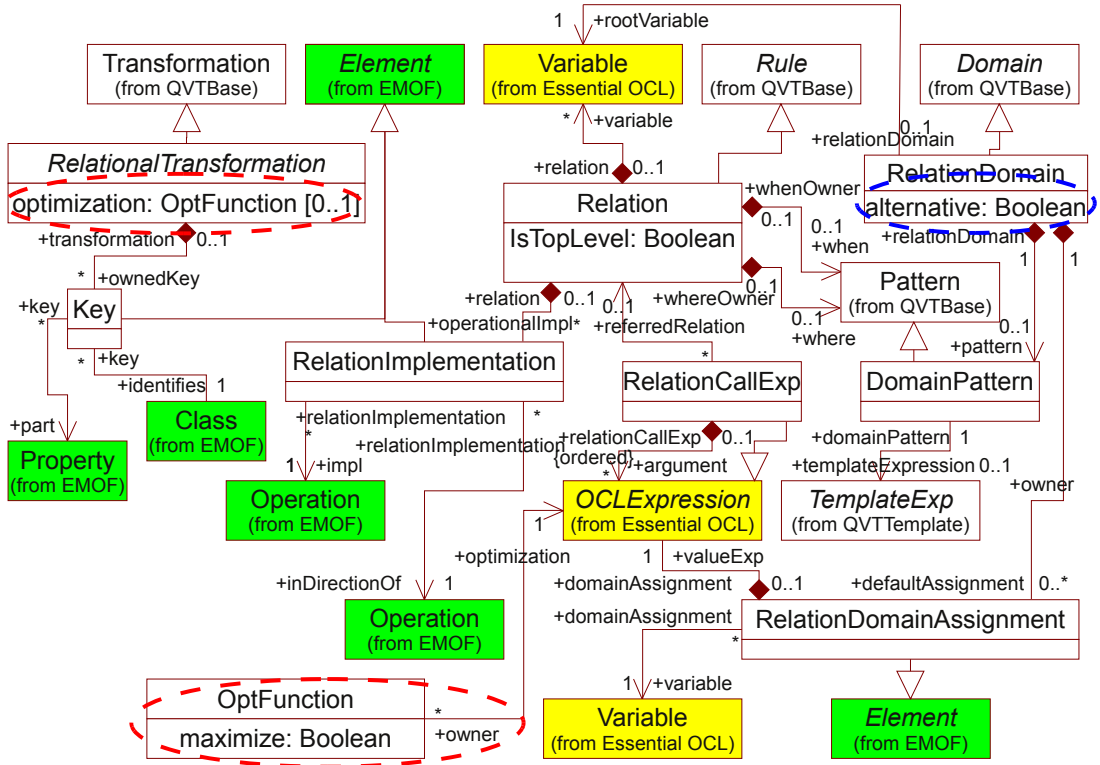 1
+rootVariable
Transformation
(from QVTBase)
Element
(from EMOF)
Variable
(from Essential OCL)
Rule
(from QVTBase)
Domain
(from QVTBase)
*
+variable
+relationDomain
0..1
RelationalTransformation
optimization: OptFunction [0..1]
+relation
0..1
Relation
IsTopLevel: Boolean
+whenOwner
0..1
+when
0..1
RelationDomain
alternative: Boolean
+relationDomain
1
1
+transformation
0..1
*
+ownedKey
+key
*
Key
*
+key
+identifies
1
+relation
0..1
+operationalImpl
*
0..1
+whereOwner
0..1
+referredRelation
*
0..1
+where
Pattern
(from QVTBase)
0..1
+pattern
RelationImplementation
RelationCallExp
DomainPattern
+part
Class
(from EMOF)
Property
(from EMOF)
+relationImplementation
*
*
+relationImplementation
1
+impl
Operation
(from EMOF)
+relationCallExp
0..1
{ordered}
*
+argument
+domainPattern
1
+templateExpression
0..1
+owner
OCLExpression
(from Essential OCL)
TemplateExp
(from QVTTemplate)
1
+optimization
1
+valueExp
+inDirectionOf
1
+domainAssignment
0..1
+defaultAssignment
0..*
Operation
(from EMOF)
+domainAssignment
*
RelationDomainAssignment
OptFunction
maximize: Boolean
*
+owner
1
+variable
Variable
(from Essential OCL)
Element
(from EMOF)